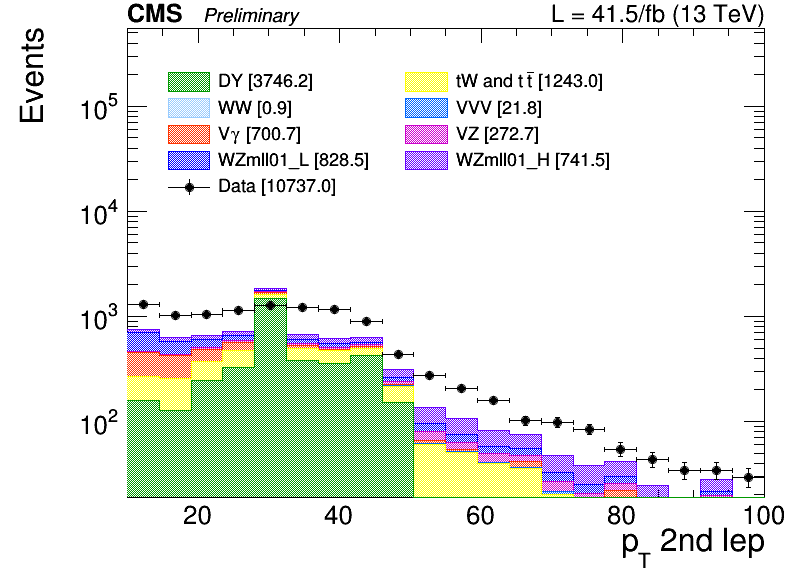 CMS Preliminary L = 41.5/fb (13 TeV)
Events
DY [3746.2] tW and tt̅ [1243.0]
WW [0.9] VVV [21.8]
Vγ [700.7] VZ [272.7]
WZmll01_L [828.5] WZmll01_H [741.5]
Data [10737.0]
10⁵
10⁴
10³
10²
20 40 60 80 100
p_T 2nd lep